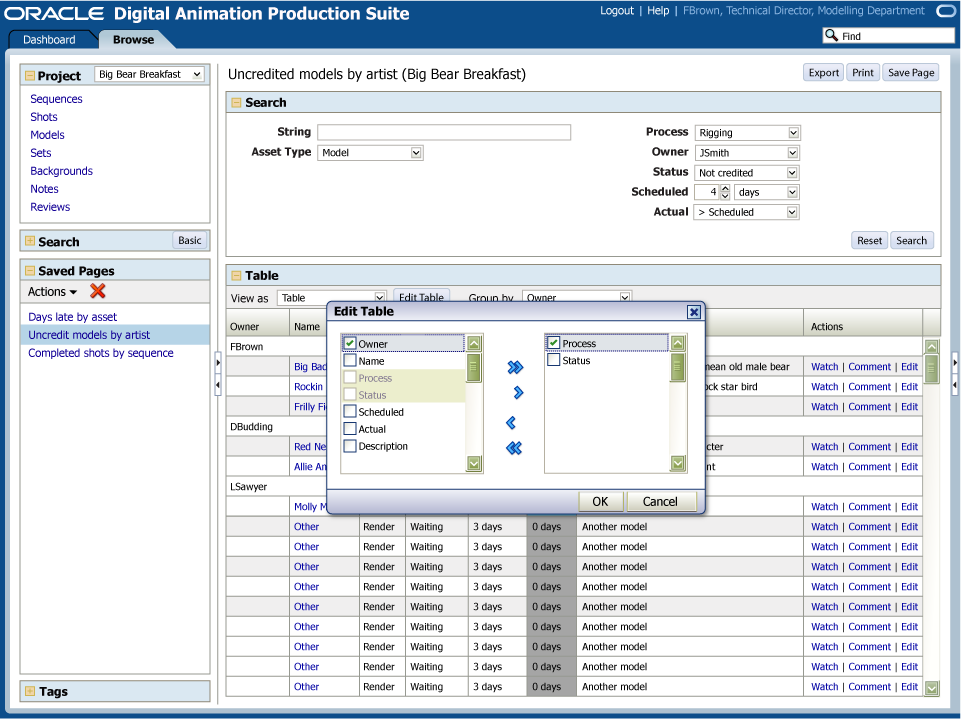 ORACLE Digital Animation Production Suite
Logout | Help | FBrown, Technical Director, Modelling Department
Dashboard
Browse
Find
Project
Big Bear Breakfast
Sequences
Shots
Models
Sets
Backgrounds
Notes
Reviews
Search
Basic
Saved Pages
Actions
Days late by asset
Uncredit models by artist
Completed shots by sequence
Tags
Uncredited models by artist (Big Bear Breakfast)
Export
Print
Save Page
Search
String
Asset Type
Model
Process
Rigging
Owner
JSmith
Status
Not credited
Scheduled
4
days
Actual
> Scheduled
Reset
Search
Table
View as
Table
Edit Table
Group by
Owner
Owner
Name
Actions
FBrown
Big Bad
mean old male bear
Watch | Comment | Edit
Rockin
ock star bird
Watch | Comment | Edit
Frilly Fi
Watch | Comment | Edit
DBudding
Red Ne
cter
Watch | Comment | Edit
Allie An
nt
Watch | Comment | Edit
LSawyer
Molly M
Watch | Comment | Edit
Other Render Waiting 3 days 0 days Another model Watch | Comment | Edit
Other Render Waiting 3 days 0 days Another model Watch | Comment | Edit
Other Render Waiting 3 days 0 days Another model Watch | Comment | Edit
Other Render Waiting 3 days 0 days Another model Watch | Comment | Edit
Other Render Waiting 3 days 0 days Another model Watch | Comment | Edit
Other Render Waiting 3 days 0 days Another model Watch | Comment | Edit
Other Render Waiting 3 days 0 days Another model Watch | Comment | Edit
Other Render Waiting 3 days 0 days Another model Watch | Comment | Edit
Other Render Waiting 3 days 0 days Another model Watch | Comment | Edit
Edit Table
Owner
Name
Process
Status
Scheduled
Actual
Description
Process
Status
OK
Cancel